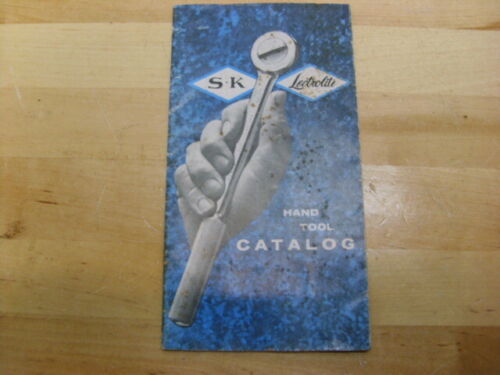 S-K Lectrolite
HAND
TOOL
CATALOG